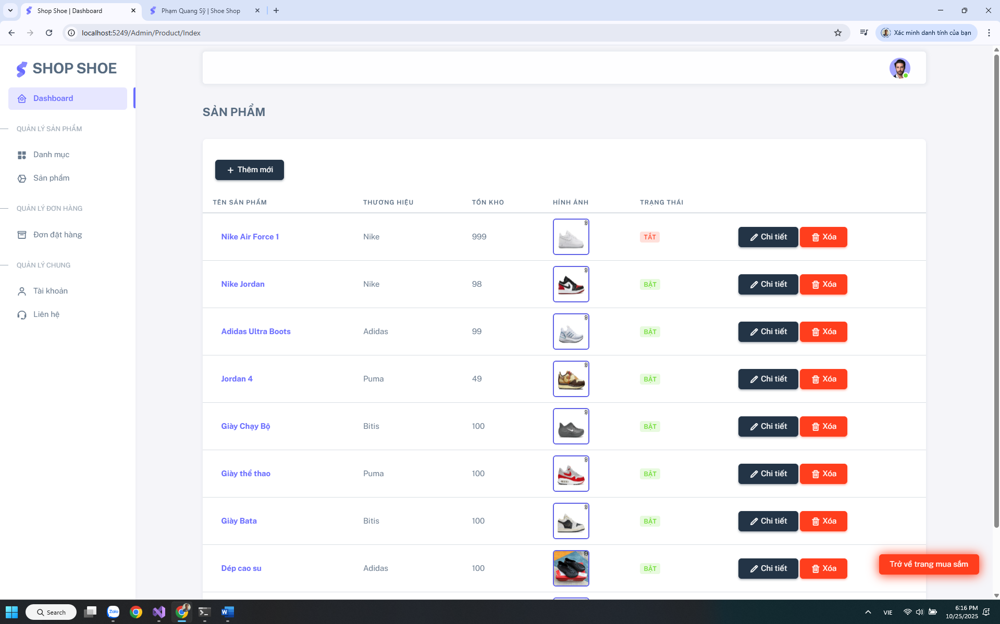 Shop Shoe | Dashboard
Phạm Quang Sỹ | Shoe Shop
localhost:5249/Admin/Product/Index
Xác minh danh tính của bạn
SHOP SHOE
Dashboard
QUẢN LÝ SẢN PHẨM
Danh mục
Sản phẩm
QUẢN LÝ ĐƠN HÀNG
Đơn đặt hàng
QUẢN LÝ CHUNG
Tài khoản
Liên hệ
SẢN PHẨM
Thêm mới
TÊN SẢN PHẨM THƯƠNG HIỆU TỒN KHO HÌNH ẢNH TRẠNG THÁI
Nike Air Force 1 Nike 999 TẮT Chi tiết Xóa
Nike Jordan Nike 98 BẬT Chi tiết Xóa
Adidas Ultra Boots Adidas 99 BẬT Chi tiết Xóa
Jordan 4 Puma 49 BẬT Chi tiết Xóa
Giày Chạy Bộ Bitis 100 BẬT Chi tiết Xóa
Giày thể thao Puma 100 BẬT Chi tiết Xóa
Giày Bata Bitis 100 BẬT Chi tiết Xóa
Dép cao su Adidas 100 BẬT Chi tiết Xóa
Trở về trang mua sắm
Search
Zalo
VIE
6:16 PM
10/25/2025